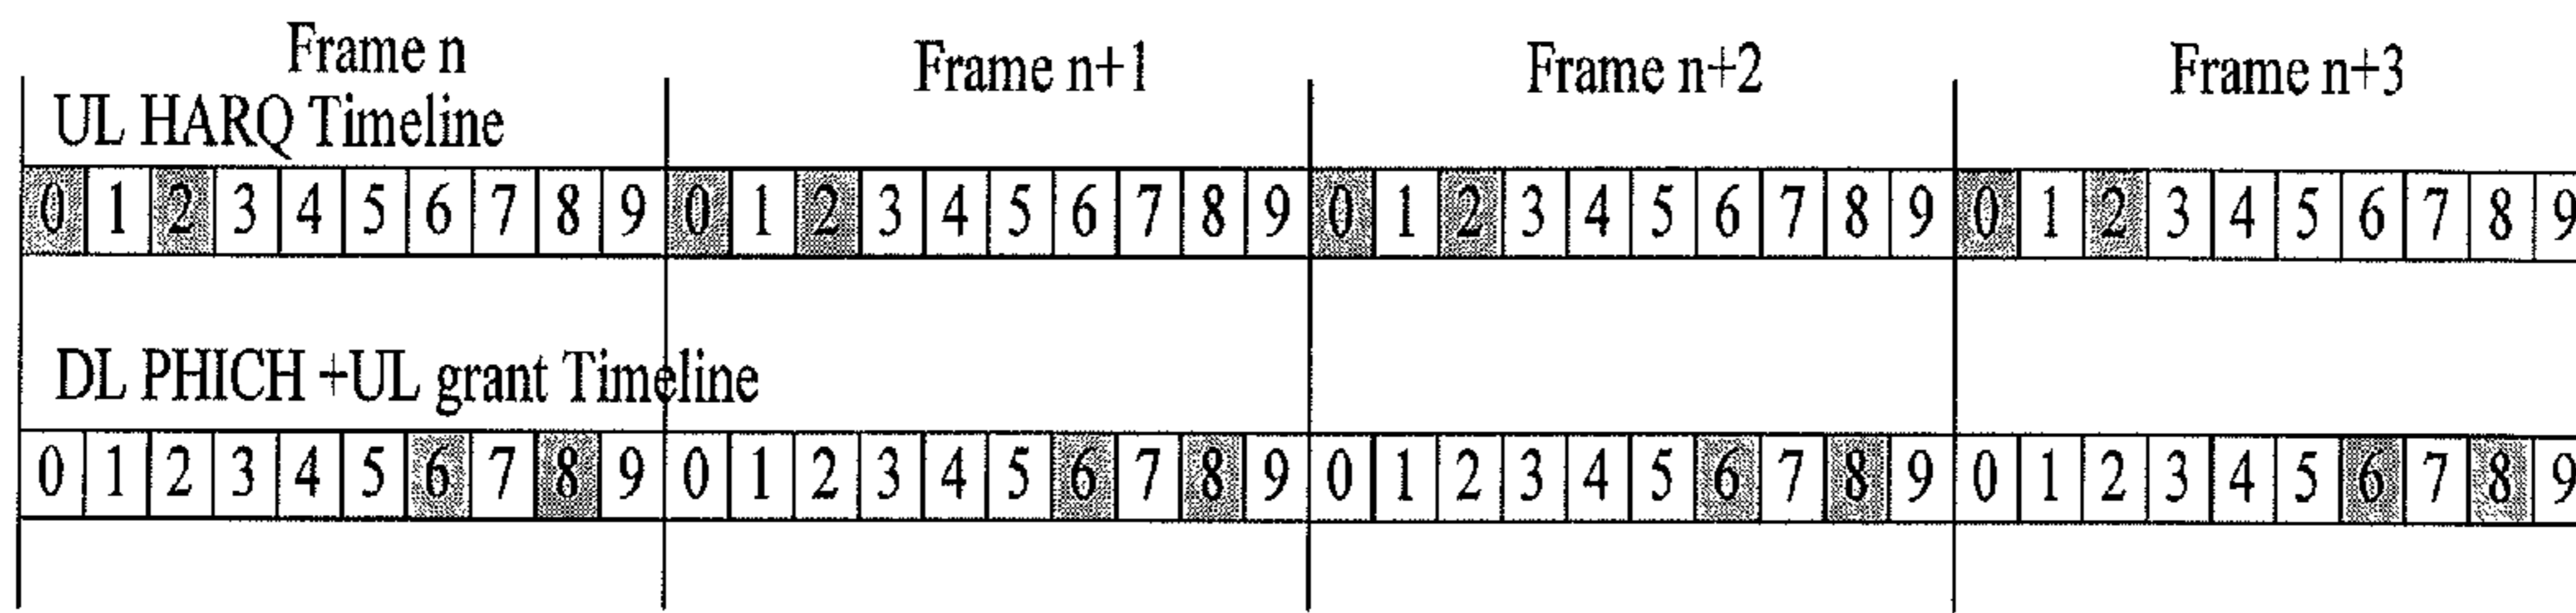 Frame n Frame n+1 Frame n+2 Frame n+3
UL HARQ Timeline
0 1 2 3 4 5 6 7 8 9 0 1 2 3 4 5 6 7 8 9 0 1 2 3 4 5 6 7 8 9 0 1 2 3 4 5 6 7 8 9
DL PHICH +UL grant Timeline
0 1 2 3 4 5 6 7 8 9 0 1 2 3 4 5 6 7 8 9 0 1 2 3 4 5 6 7 8 9 0 1 2 3 4 5 6 7 8 9